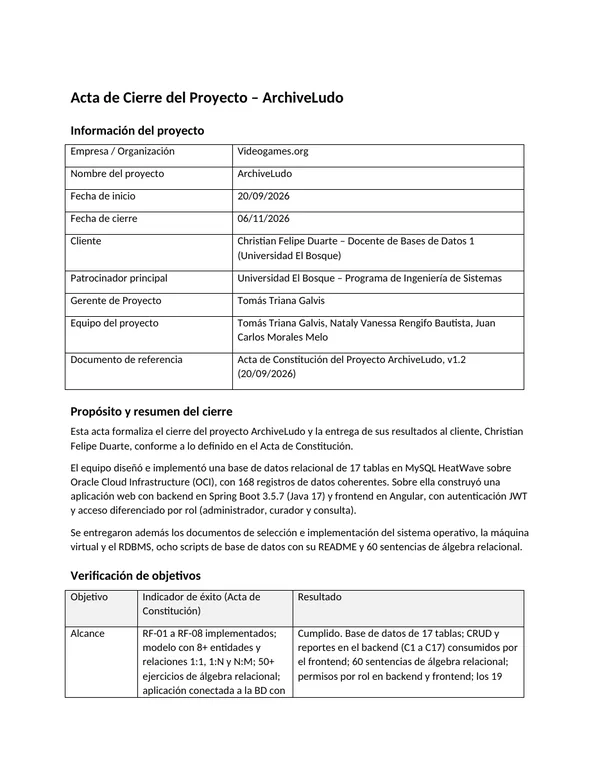 Acta de Cierre del Proyecto – ArchiveLudo
Información del proyecto
Empresa / Organización
Videogames.org
Nombre del proyecto
ArchiveLudo
Fecha de inicio
20/09/2026
Fecha de cierre
06/11/2026
Cliente
Christian Felipe Duarte – Docente de Bases de Datos 1
(Universidad El Bosque)
Patrocinador principal
Universidad El Bosque – Programa de Ingeniería de Sistemas
Gerente de Proyecto
Tomás Triana Galvis
Equipo del proyecto
Tomás Triana Galvis, Nataly Vanessa Rengifo Bautista, Juan
Carlos Morales Melo
Documento de referencia
Acta de Constitución del Proyecto ArchiveLudo, v1.2
(20/09/2026)
Propósito y resumen del cierre
Esta acta formaliza el cierre del proyecto ArchiveLudo y la entrega de sus resultados al cliente, Christian
Felipe Duarte, conforme a lo definido en el Acta de Constitución.
El equipo diseñó e implementó una base de datos relacional de 17 tablas en MySQL HeatWave sobre
Oracle Cloud Infrastructure (OCI), con 168 registros de datos coherentes. Sobre ella construyó una
aplicación web con backend en Spring Boot 3.5.7 (Java 17) y frontend en Angular, con autenticación JWT
y acceso diferenciado por rol (administrador, curador y consulta).
Se entregaron además los documentos de selección e implementación del sistema operativo, la máquina
virtual y el RDBMS, ocho scripts de base de datos con su README y 60 sentencias de álgebra relacional.
Verificación de objetivos
Objetivo
Indicador de éxito (Acta de
Constitución)
Resultado
Alcance
RF-01 a RF-08 implementados;
modelo con 8+ entidades y
relaciones 1:1, 1:N y N:M; 50+
ejercicios de álgebra relacional;
aplicación conectada a la BD con
Cumplido. Base de datos de 17 tablas; CRUD y
reportes en el backend (C1 a C17) consumidos por
el frontend; 60 sentencias de álgebra relacional;
permisos por rol en backend y frontend; los 19